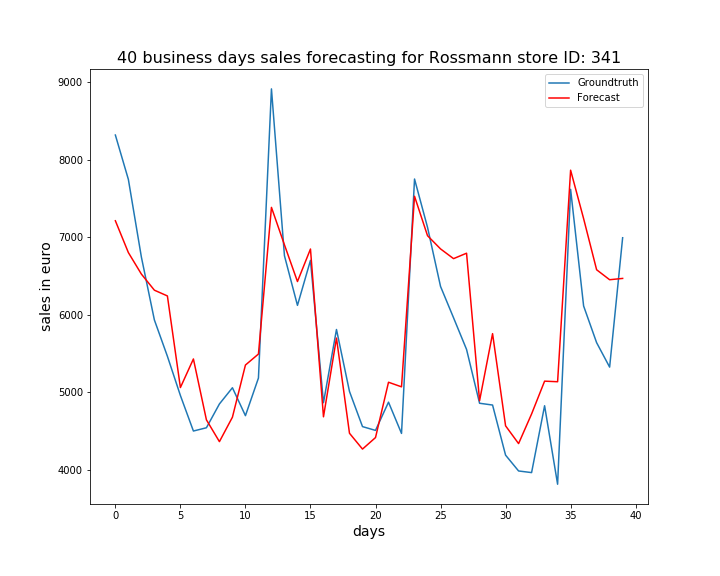 40 business days sales forecasting for Rossmann store ID: 341
Groundtruth
Forecast
sales in euro
9000
8000
7000
6000
5000
4000
0 5 10 15 20 25 30 35 40
days